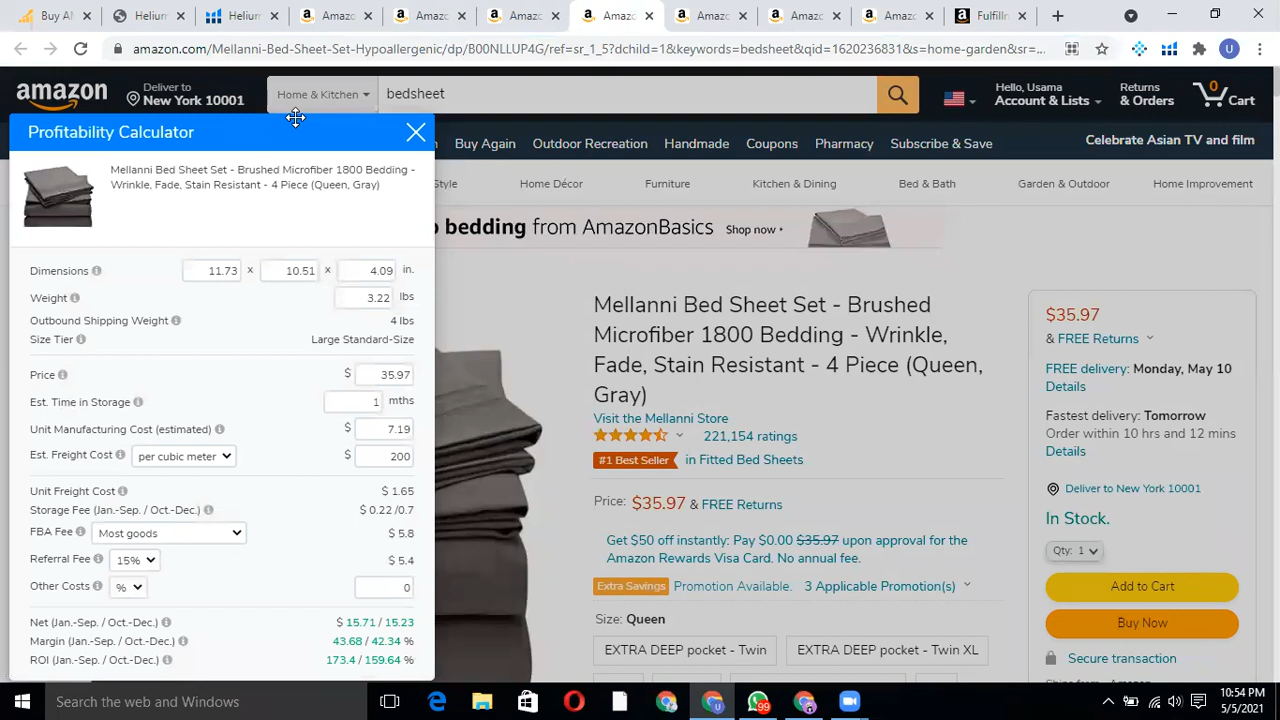 Buy AM
Helium
Helium
Amazo
Amazo
Amazo
Amazo
Amazo
Amazo
Amazo
Fulfilln
amazon.com/Mellanni-Bed-Sheet-Set-Hypoallergenic/dp/B00NLLUP4G/ref=sr_1_5?dchild=1&keywords=bedsheet&qid=1620236831&s=home-garden&sr=...
U
amazon
Deliver to
New York 10001
Home & Kitchen
bedsheet
Hello, Usama
Account & Lists
Returns
& Orders
0
Cart
Buy Again
Outdoor Recreation
Handmade
Coupons
Pharmacy
Subscribe & Save
Celebrate Asian TV and film
Style
Home Décor
Furniture
Kitchen & Dining
Bed & Bath
Garden & Outdoor
Home Improvement
bedding from AmazonBasics
Shop now
Profitability Calculator
Mellanni Bed Sheet Set - Brushed Microfiber 1800 Bedding -
Wrinkle, Fade, Stain Resistant - 4 Piece (Queen, Gray)
Dimensions 11.73 x 10.51 x 4.09 in.
Weight 3.22 lbs
Outbound Shipping Weight 4 lbs
Size Tier Large Standard-Size
Price $ 35.97
Est. Time in Storage 1 mths
Unit Manufacturing Cost (estimated) $ 7.19
Est. Freight Cost per cubic meter $ 200
Unit Freight Cost $ 1.65
Storage Fee (Jan.-Sep. / Oct.-Dec.) $ 0.22 /0.7
FBA Fee Most goods $ 5.8
Referral Fee 15% $ 5.4
Other Costs % 0
Net (Jan.-Sep. / Oct.-Dec.) $ 15.71 / 15.23
Margin (Jan.-Sep. / Oct.-Dec.) 43.68 / 42.34 %
ROI (Jan.-Sep. / Oct.-Dec.) 173.4 / 159.64 %
Mellanni Bed Sheet Set - Brushed
Microfiber 1800 Bedding - Wrinkle,
Fade, Stain Resistant - 4 Piece (Queen,
Gray)
Visit the Mellanni Store
221,154 ratings
#1 Best Seller in Fitted Bed Sheets
Price: $35.97 & FREE Returns
Get $50 off instantly: Pay $0.00 $35.97 upon approval for the
Amazon Rewards Visa Card. No annual fee.
Extra Savings Promotion Available. 3 Applicable Promotion(s)
Size: Queen
EXTRA DEEP pocket - Twin
EXTRA DEEP pocket - Twin XL
$35.97
& FREE Returns
FREE delivery: Monday, May 10
Details
Fastest delivery: Tomorrow
Order within 10 hrs and 12 mins
Details
Deliver to New York 10001
In Stock.
Qty: 1
Add to Cart
Buy Now
Secure transaction
Search the web and Windows
99
10:54 PM
5/5/2021